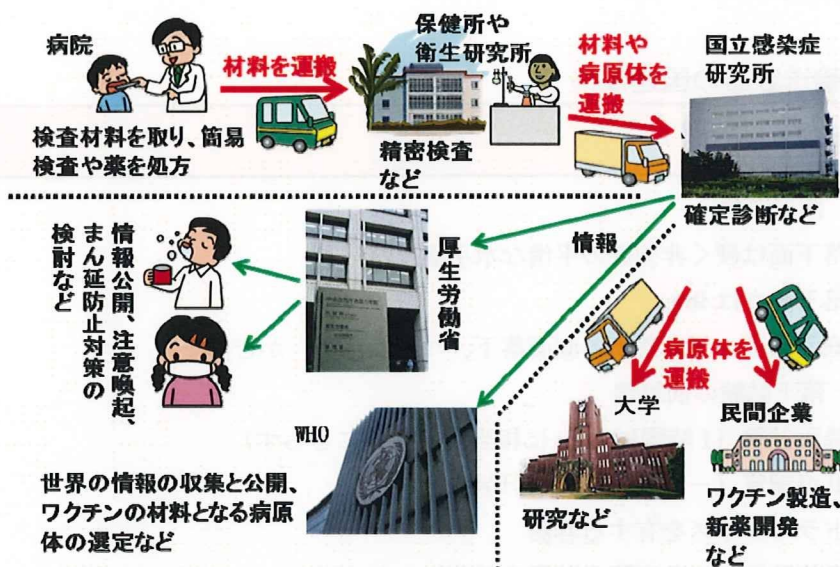 病院
材料を運搬
保健所や
衛生研究所
材料や
病原体を
運搬
国立感染症
研究所
検査材料を取り、簡易
検査や薬を処方
精密検査
など
確定診断など
情報
厚生労働省
情報公開、注意喚起、
まん延防止対策の
検討など
病原体を
運搬
大学
民間企業
WHO
世界の情報の収集と公開、
ワクチンの材料となる病原
体の選定など
研究など
ワクチン製造、
新薬開発
など